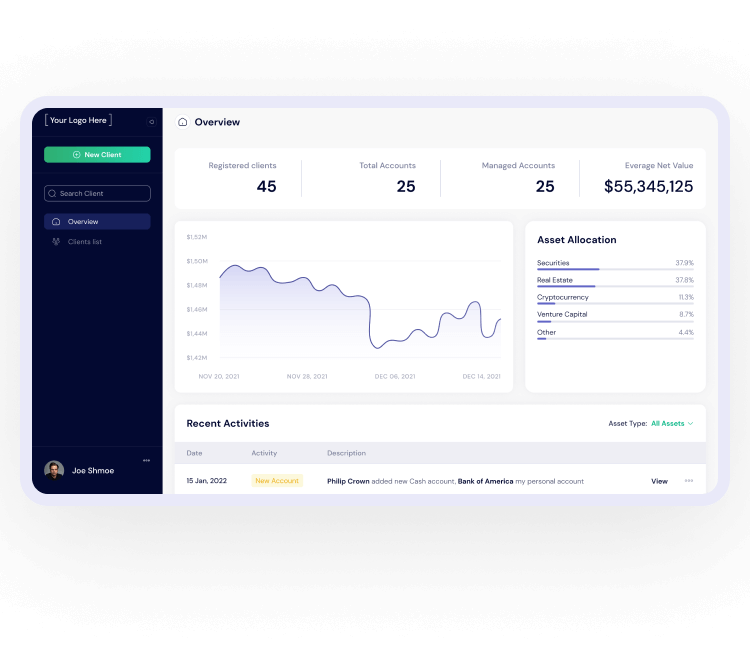 [Your Logo Here]
Overview
New Client
Search Client
Overview
Clients list
Joe Shmoe
Registered clients
45
Total Accounts
25
Managed Accounts
25
Everage Net Value
$55,345,125
$1,52M
$1,50M
$1,48M
$1,46M
$1,44M
$1,42M
NOV 20, 2021 NOV 28, 2021 DEC 06, 2021 DEC 14, 2021
Asset Allocation
Securities 37.9%
Real Estate 37.8%
Cryptocurrency 11.3%
Venture Capital 8.7%
Other 4.4%
Recent Activities
Asset Type: All Assets
Date Activity Description
15 Jan, 2022 New Account Philip Crown added new Cash account, Bank of America my personal account View